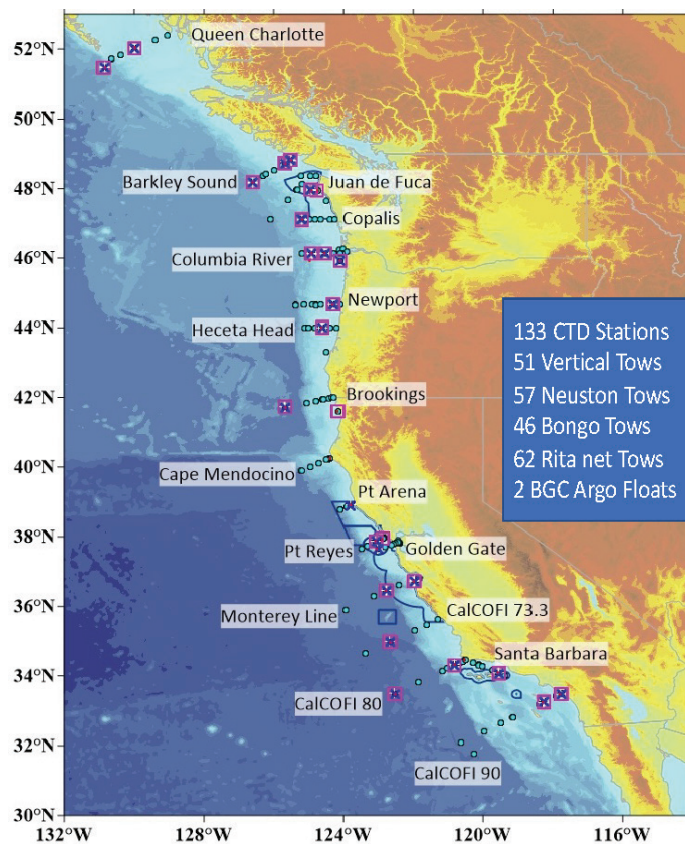 52°N
50°N
48°N
46°N
44°N
42°N
40°N
38°N
36°N
34°N
32°N
30°N
132°W
128°W
124°W
120°W
116°W
Queen Charlotte
Barkley Sound
Juan de Fuca
Copalis
Columbia River
Newport
Heceta Head
Brookings
Cape Mendocino
Pt Arena
Pt Reyes
Golden Gate
Monterey Line
CalCOFI 73.3
Santa Barbara
CalCOFI 80
CalCOFI 90
133 CTD Stations
51 Vertical Tows
57 Neuston Tows
46 Bongo Tows
62 Rita net Tows
2 BGC Argo Floats